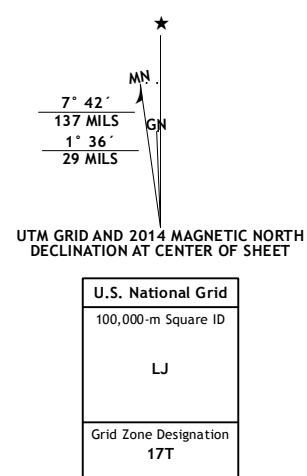 ★
MN
7° 42´
137 MILS
GN
1° 36´
29 MILS
UTM GRID AND 2014 MAGNETIC NORTH
DECLINATION AT CENTER OF SHEET
U.S. National Grid
100,000-m Square ID
LJ
Grid Zone Designation
17T